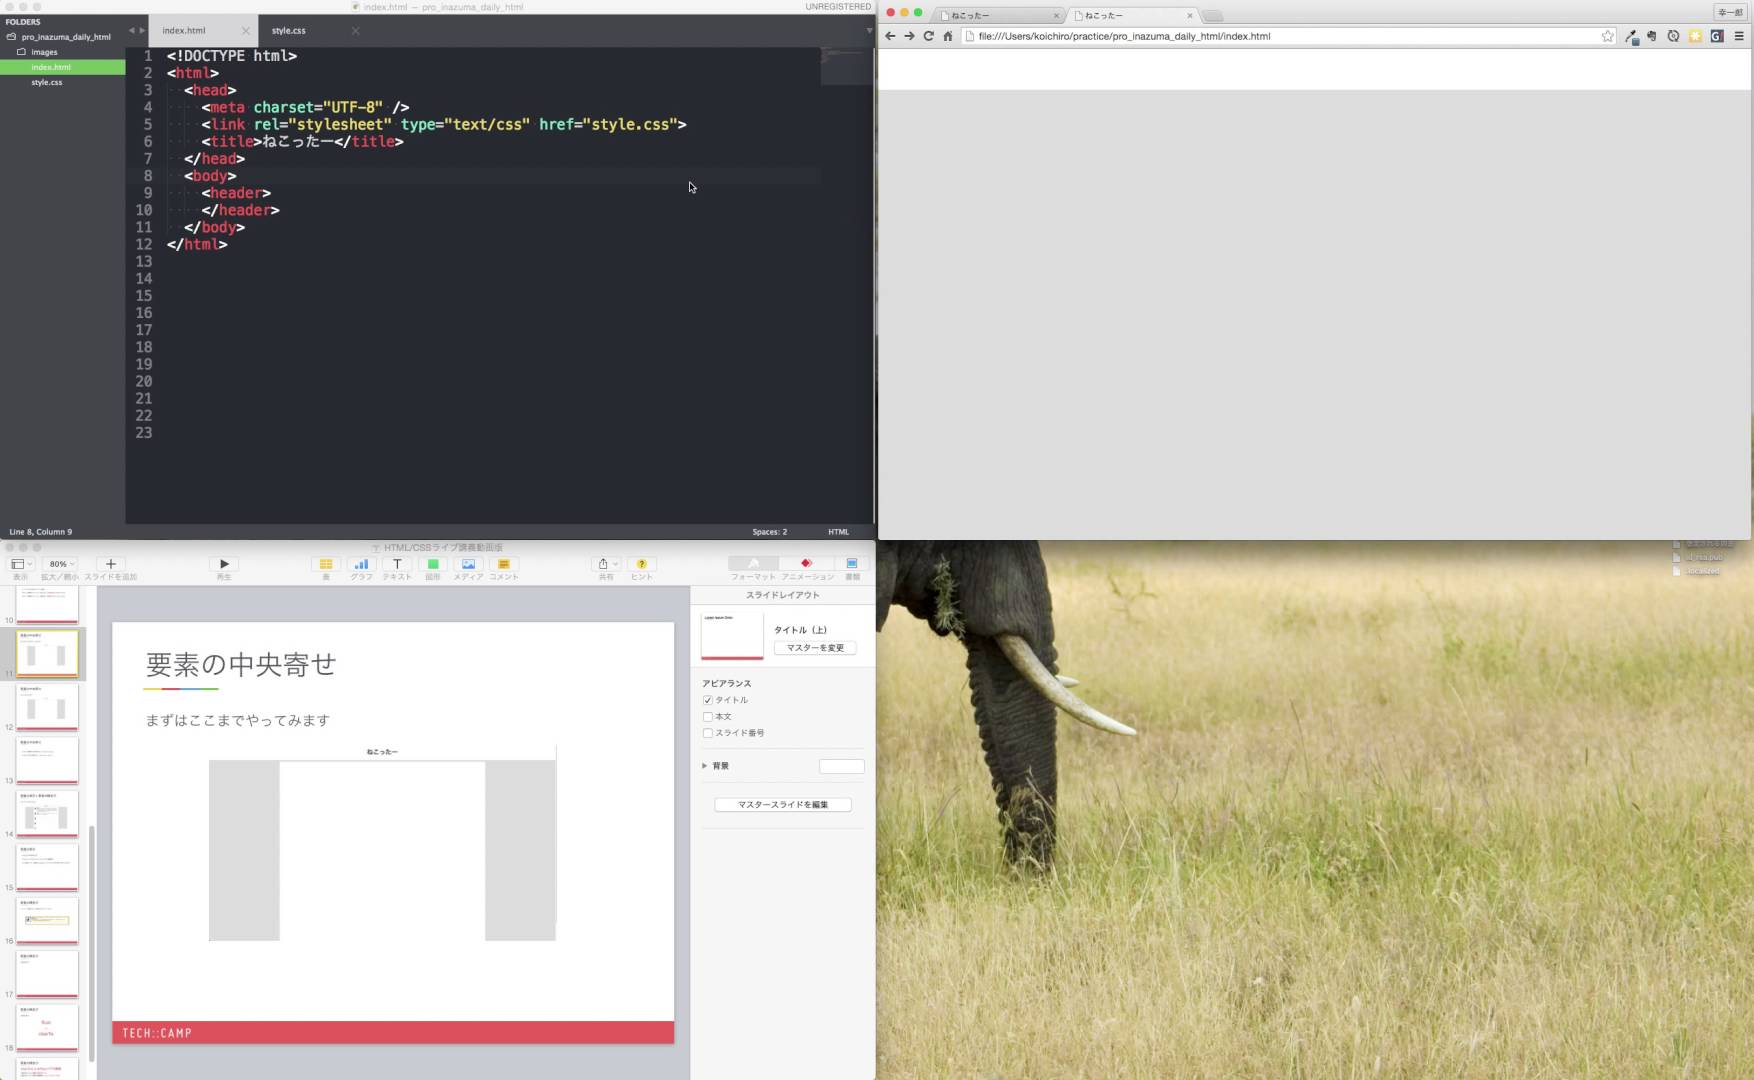 index.html — pro_inazuma_daily_html
UNREGISTERED
FOLDERS
pro_inazuma_daily_html
images
index.html
style.css
index.html
style.css
1 <!DOCTYPE html>
2 <html>
3 <head>
4 <meta charset="UTF-8" />
5 <link rel="stylesheet" type="text/css" href="style.css">
6 <title>ねこったー</title>
7 </head>
8 <body>
9 <header>
10 </header>
11 </body>
12 </html>
13
14
15
16
17
18
19
20
21
22
23
Line 8, Column 9
Spaces: 2
HTML
ねこったー
ねこったー
幸一郎
file:///Users/koichiro/practice/pro_inazuma_daily_html/index.html
HTML/CSSライブ講義動画版
80%
表示
拡大/縮小
スライドを追加
再生
表
グラフ
テキスト
図形
メディア
コメント
共有
ヒント
フォーマット
アニメーション
書類
10
11
12
13
14
15
16
17
18
要素の中央寄せ
まずはここまでやってみます
ねこったー
TECH::CAMP
スライドレイアウト
タイトル（上）
マスターを変更
アピアランス
タイトル
本文
スライド番号
背景
マスタースライドを編集
.localized